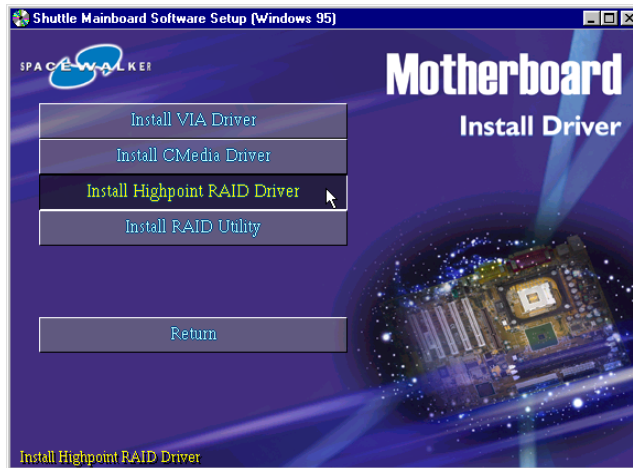 Shuttle Mainboard Software Setup (Windows 95)
SPACEWALKER
Motherboard
Install Driver
Install VIA Driver
Install CMedia Driver
Install Highpoint RAID Driver
Install RAID Utility
Return
Install Highpoint RAID Driver